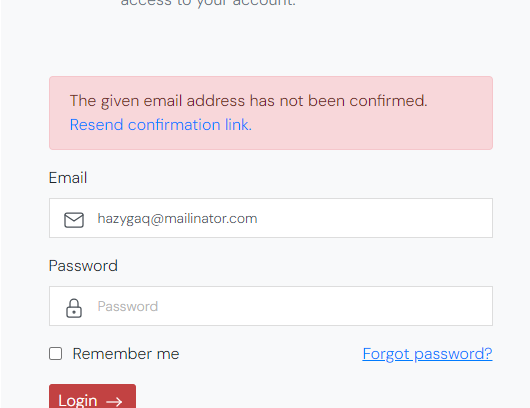 access to your account.
The given email address has not been confirmed.
Resend confirmation link.
Email
hazygaq@mailinator.com
Password
Password
Remember me
Forgot password?
Login →